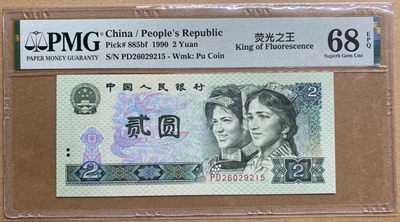 PMG
PAPER MONEY GUARANTY
China / People's Republic
Pick# 885bf 1990 2 Yuan
S/N PD26029215 - Wmk: Pu Coin
荧光之王
King of Fluorescence
68
EPQ
Superb Gem Unc
中国人民银行
2
贰圆
PD26029215
2
2